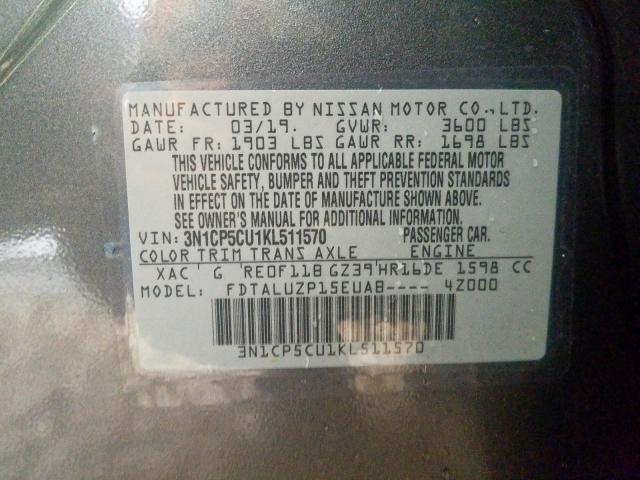 MANUFACTURED BY NISSAN MOTOR CO., LTD.
DATE: 03/19. GVWR: 3600 LBS
GAWR FR: 1903 LBS GAWR RR: 1698 LBS
THIS VEHICLE CONFORMS TO ALL APPLICABLE FEDERAL MOTOR
VEHICLE SAFETY, BUMPER AND THEFT PREVENTION STANDARDS
IN EFFECT ON THE DATE OF MANUFACTURE SHOWN ABOVE.
SEE OWNER'S MANUAL FOR ADDITIONAL INFORMATION.
VIN: 3N1CP5CU1KL511570 PASSENGER CAR.
COLOR TRIM TRANS AXLE ENGINE
XAC ' G 'RE0F11B GZ39'HR16DE 1598 CC
MODEL: FDTALUZP15EUA8---- 4Z000
3N1CP5CU1KL511570